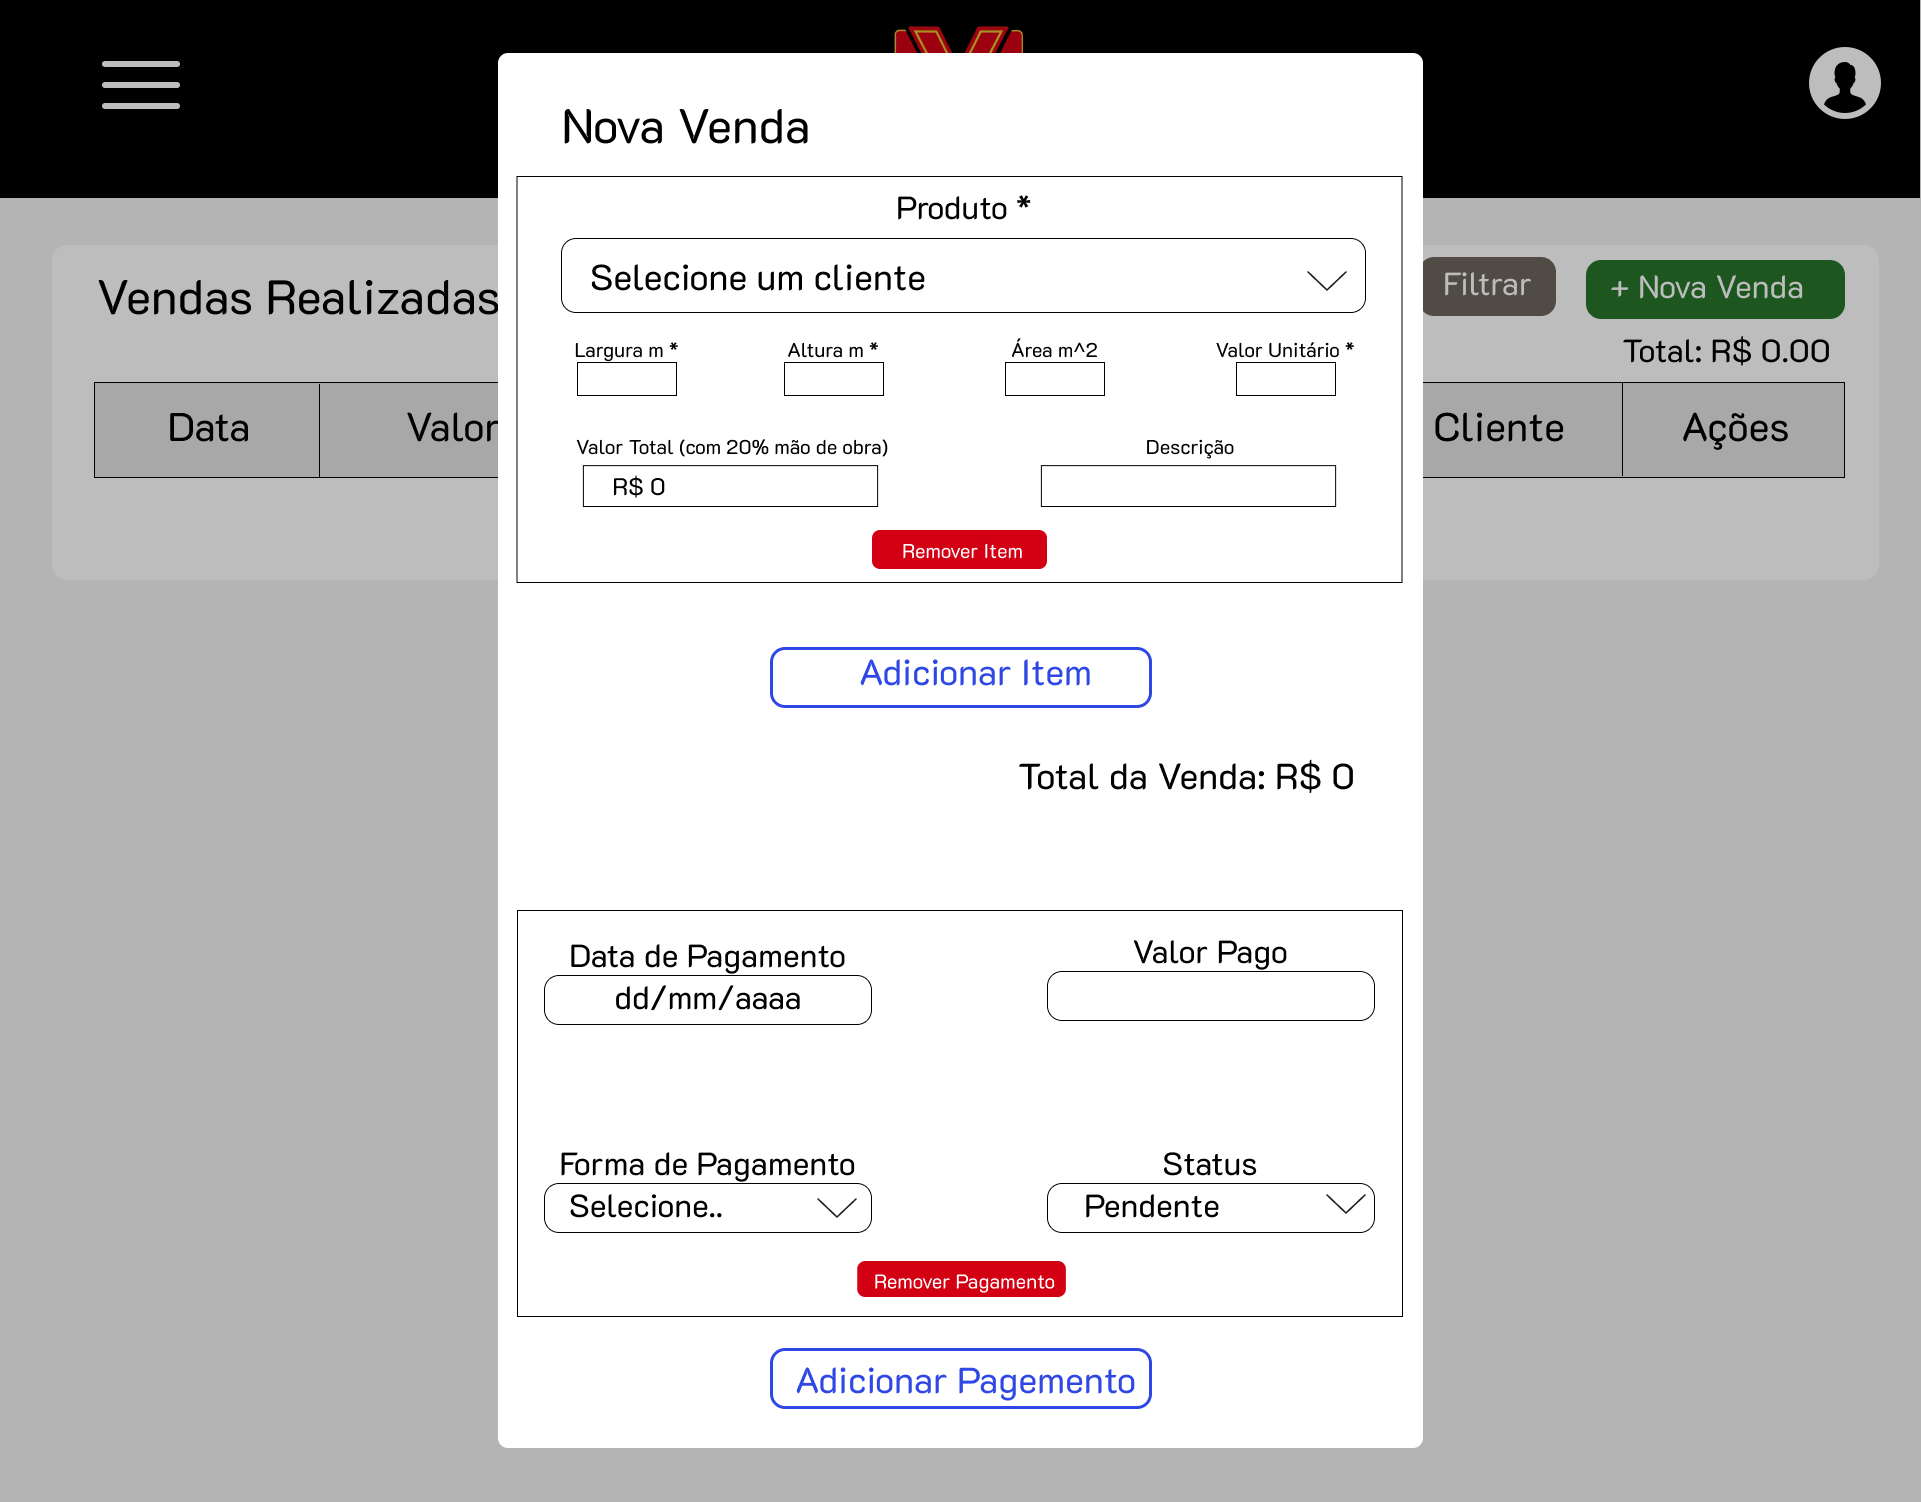 Nova Venda
Produto *
Selecione um cliente
Largura m *
Altura m *
Área m^2
Valor Unitário *
Valor Total (com 20% mão de obra)
Descrição
R$ 0
Remover Item
Adicionar Item
Total da Venda: R$ 0
Data de Pagamento
Valor Pago
dd/mm/aaaa
Forma de Pagamento
Status
Selecione..
Pendente
Remover Pagamento
Adicionar Pagemento
Vendas Realizadas
Filtrar
+ Nova Venda
Total: R$ 0.00
Data
Valor
Cliente
Ações